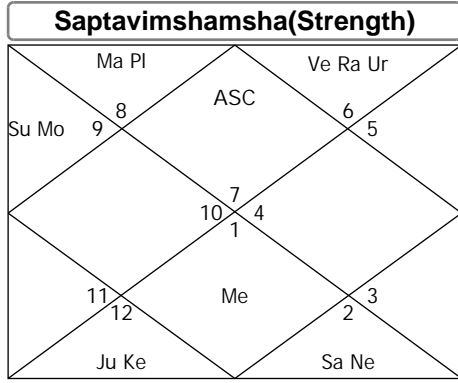 Saptavimshamsha(Strength)
Ma Pl
Ve Ra Ur
ASC
8
6
Su Mo 9
5
7
10 4
1
11
3
12
Me
2
Ju Ke
Sa Ne